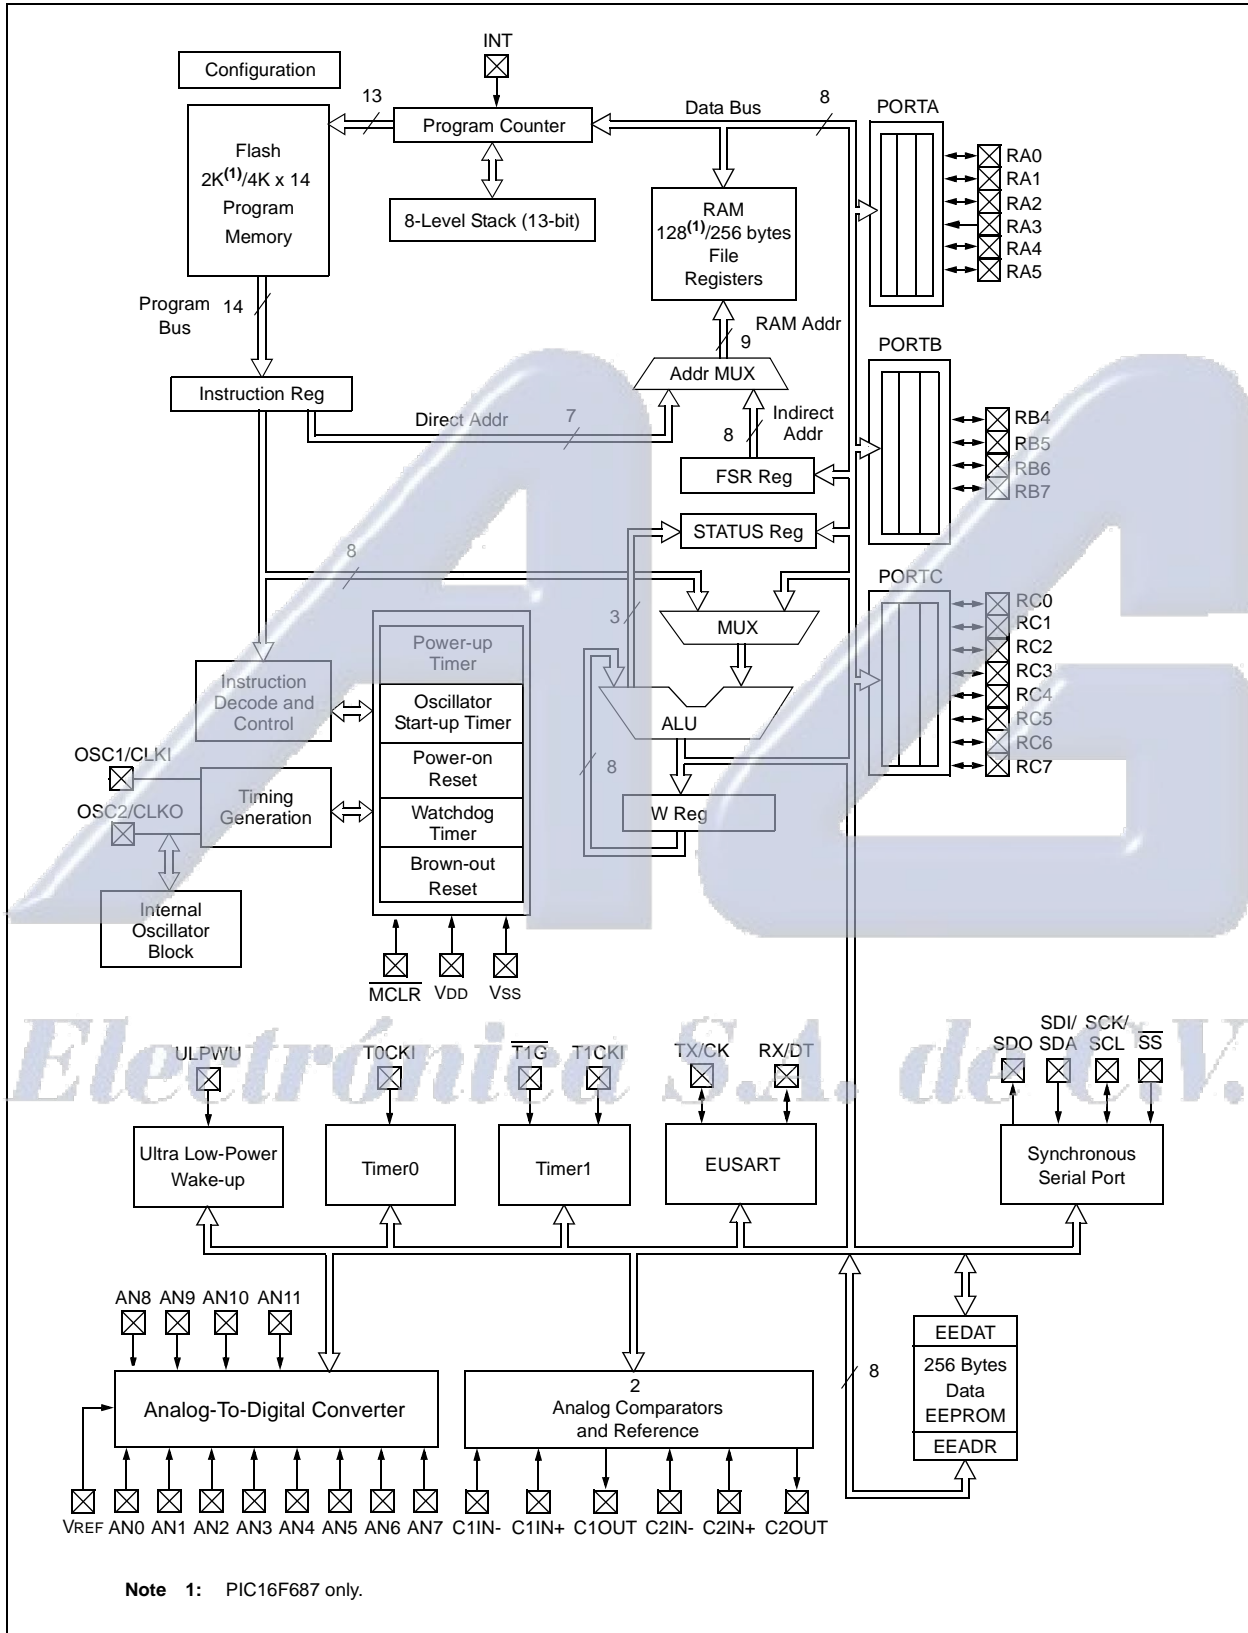 INT
Configuration
13
Data Bus
8
PORTA
Program Counter
Flash
2K(1)/4K x 14
Program
Memory
8-Level Stack (13-bit)
RAM
128(1)/256 bytes
File
Registers
RA0
RA1
RA2
RA3
RA4
RA5
Program
Bus
14
RAM Addr
9
PORTB
Instruction Reg
Addr MUX
Direct Addr
7
Indirect
Addr
8
FSR Reg
RB4
RB5
RB6
RB7
STATUS Reg
8
PORTC
3
MUX
RC0
RC1
RC2
RC3
RC4
RC5
RC6
RC7
Power-up
Timer
Instruction
Decode and
Control
Oscillator
Start-up Timer
ALU
OSC1/CLKI
Power-on
Reset
8
OSC2/CLKO
Timing
Generation
Watchdog
Timer
W Reg
Brown-out
Reset
Internal
Oscillator
Block
MCLR
VDD
VSS
AG
Electrónica S.A. de C.V.
ULPWU
T0CKI
T1G
T1CKI
TX/CK
RX/DT
SDO
SDI/
SDA
SCK/
SCL
SS
Ultra Low-Power
Wake-up
Timer0
Timer1
EUSART
Synchronous
Serial Port
AN8
AN9
AN10
AN11
EEDAT
256 Bytes
Data
EEPROM
EEADR
8
Analog-To-Digital Converter
2
Analog Comparators
and Reference
VREF AN0 AN1 AN2 AN3 AN4 AN5 AN6 AN7
C1IN- C1IN+ C1OUT C2IN- C2IN+ C2OUT
Note 1: PIC16F687 only.